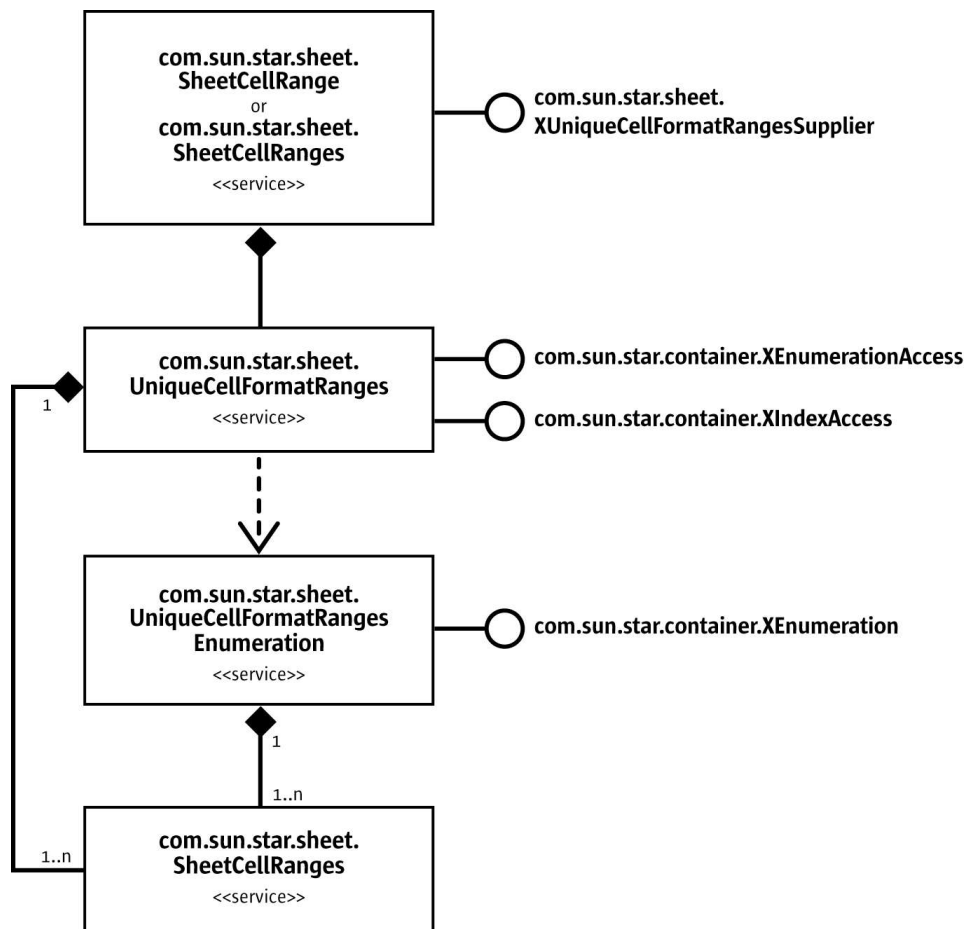 com.sun.star.sheet.
SheetCellRange
or
com.sun.star.sheet.
SheetCellRanges
<<service>>
com.sun.star.sheet.
XUniqueCellFormatRangesSupplier
com.sun.star.sheet.
UniqueCellFormatRanges
<<service>>
com.sun.star.container.XEnumerationAccess
com.sun.star.container.XIndexAccess
1
com.sun.star.sheet.
UniqueCellFormatRanges
Enumeration
<<service>>
com.sun.star.container.XEnumeration
1
1..n
1..n
com.sun.star.sheet.
SheetCellRanges
<<service>>